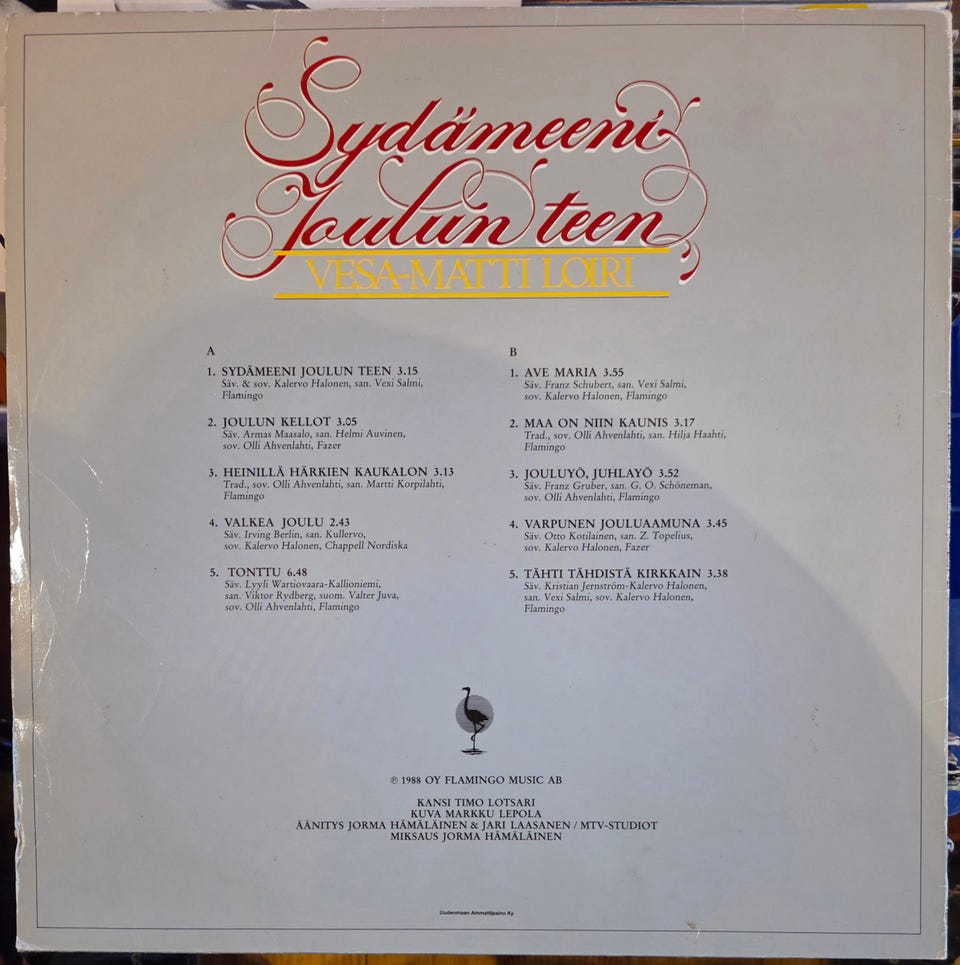 Sydämeeni
Joulun teen
VESA-MATTI LOIRI
A
1. SYDÄMEENI JOULUN TEEN 3.15
Säv. & sov. Kalervo Halonen, san. Vexi Salmi,
Flamingo
2. JOULUN KELLOT 3.05
Säv. Armas Maasalo, san. Helmi Auvinen,
sov. Olli Ahvenlahti, Fazer
3. HEINILLÄ HÄRKIEN KAUKALON 3.13
Trad., sov. Olli Ahvenlahti, san. Martti Korpilahti,
Flamingo
4. VALKEA JOULU 2.43
Säv. Irving Berlin, san. Kullervo,
sov. Kalervo Halonen, Chappell Nordiska
5. TONTTU 6.48
Säv. Lyyli Wartiovaara-Kallioniemi,
san. Viktor Rydberg, suom. Valter Juva,
sov. Olli Ahvenlahti, Flamingo
B
1. AVE MARIA 3.55
Säv. Franz Schubert, san. Vexi Salmi,
sov. Kalervo Halonen, Flamingo
2. MAA ON NIIN KAUNIS 3.17
Trad., sov. Olli Ahvenlahti, san. Hilja Haahti,
Flamingo
3. JOULUYÖ, JUHLAYÖ 3.52
Säv. Franz Gruber, san. G. O. Schöneman,
sov. Olli Ahvenlahti, Flamingo
4. VARPUNEN JOULUAAMUNA 3.45
Säv. Otto Kotilainen, san. Z. Topelius,
sov. Kalervo Halonen, Fazer
5. TÄHTI TÄHDISTÄ KIRKKAIN 3.38
Säv. Kristian Jernström-Kalervo Halonen,
san. Vexi Salmi, sov. Kalervo Halonen,
Flamingo
℗ 1988 OY FLAMINGO MUSIC AB
KANSI TIMO LOTSARI
KUVA MARKKU LEPOLA
ÄÄNITYS JORMA HÄMÄLÄINEN & JARI LAASANEN / MTV-STUDIOT
MIKSAUS JORMA HÄMÄLÄINEN
Uudenmaan Ammattipaino Ky